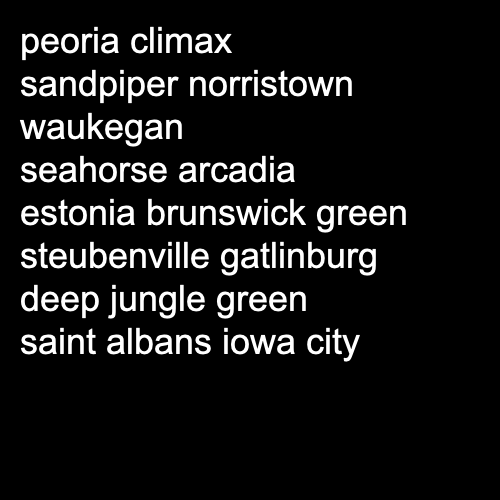 peoria climax
sandpiper norristown
waukegan
seahorse arcadia
estonia brunswick green
steubenville gatlinburg
deep jungle green
saint albans iowa city